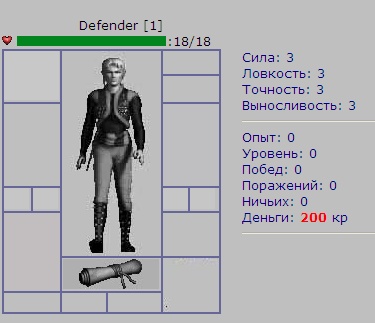 Defender [1]
:18/18
Сила: 3
Ловкость: 3
Точность: 3
Выносливость: 3
Опыт: 0
Уровень: 0
Побед: 0
Поражений: 0
Ничьих: 0
Деньги: 200 кр